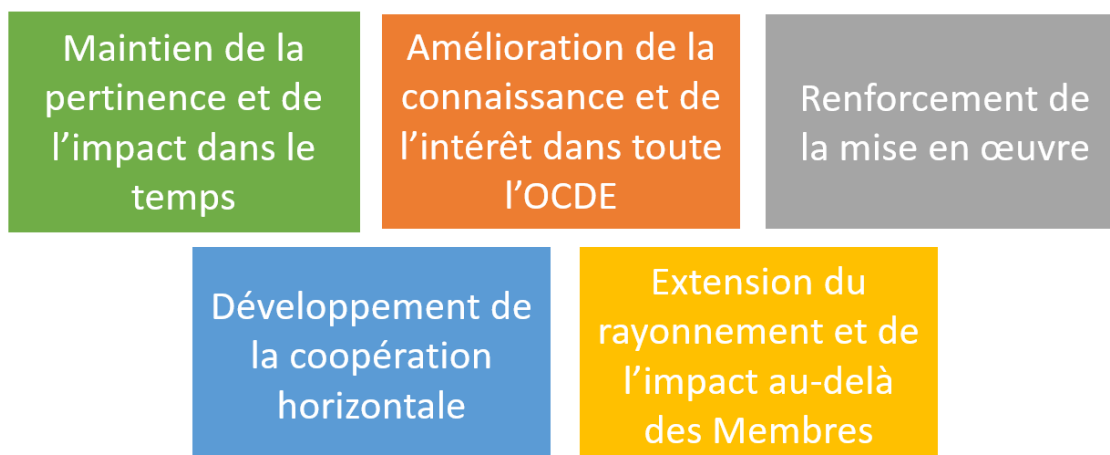 Maintien de la
pertinence et de
l’impact dans le
temps
Amélioration de la
connaissance et de
l’intérêt dans toute
l’OCDE
Renforcement de
la mise en œuvre
Développement de
la coopération
horizontale
Extension du
rayonnement et de
l’impact au-delà
des Membres